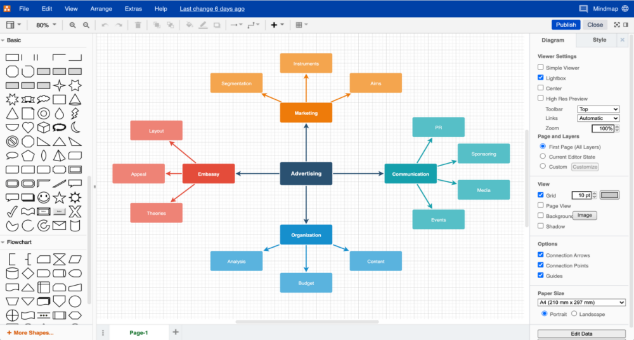 File Edit View Arrange Extras Help Last change 6 days ago Mindmap
80% Publish Close
Basic
Flowchart
+ More Shapes...
Instruments
Segmentation
Aims
Marketing
Layout
PR
Sponsoring
Appeal
Embassy
Advertising
Communication
Media
Theories
Events
Organization
Analysis
Content
Budget
Page-1
Diagram Style
Viewer Settings
Simple Viewer
Lightbox
Center
High Res Preview
Toolbar Top
Links Automatic
Zoom 100%
Page and Layers
First Page (All Layers)
Current Editor State
Custom Customize
View
Grid 10 pt
Page View
Background Image
Shadow
Options
Connection Arrows
Connection Points
Guides
Paper Size
A4 (210 mm x 297 mm)
Portrait Landscape
Edit Data